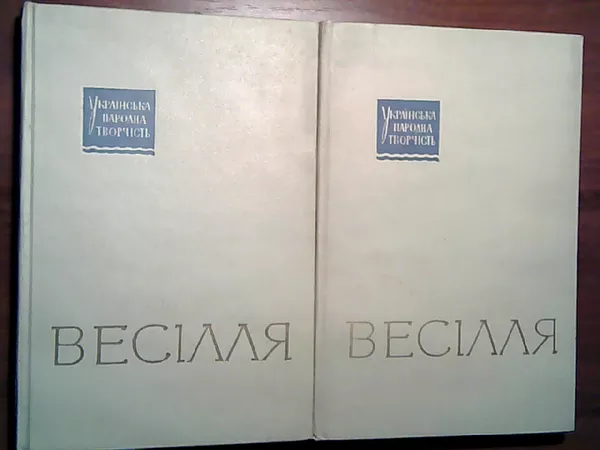 УКРАЇНСЬКА
НАРОДНА
ТВОРЧІСТЬ
ВЕСІЛЛЯ
УКРАЇНСЬКА
НАРОДНА
ТВОРЧІСТЬ
ВЕСІЛЛЯ